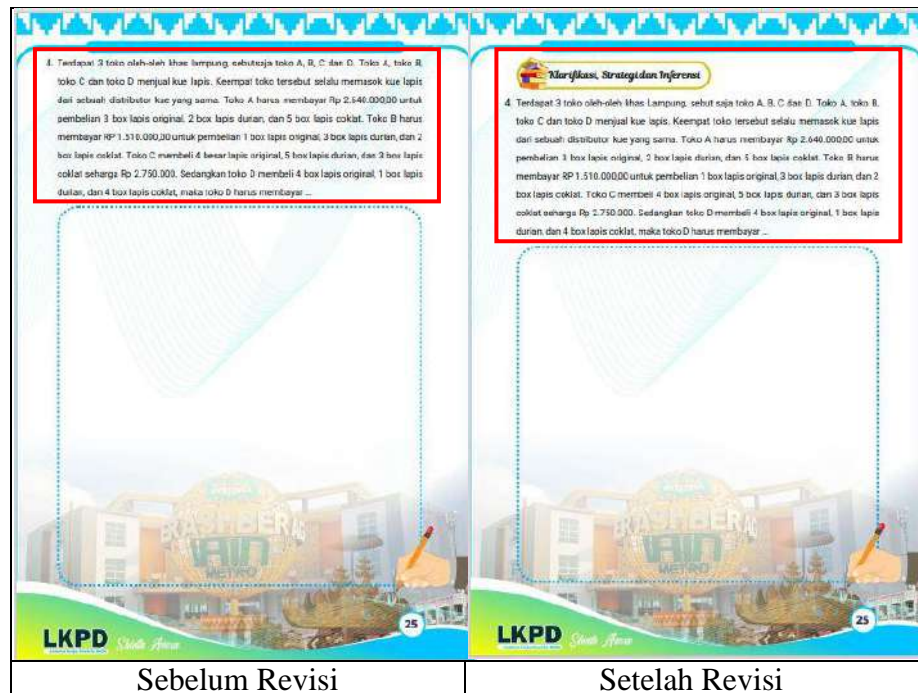 4. Terdapat 3 toko oleh-oleh khas lampung, sebutsaja toko A, B, C dan D. Toko A, toko B,
toko C dan toko D menjual kue lapis. Keempat toko tersebut selalu memasok kue lapis
dari sebuah distributor kue yang sama. Toko A harus membayar Rp 2.640.000,00 untuk
pembelian 3 box lapis original, 2 box lapis durian, dan 5 box lapis coklat. Toko B harus
membayar RP 1.510.000,00 untuk pembelian 1 box lapis original, 3 box lapis durian, dan 2
box lapis coklat. Toko C membeli 4 besar lapis original, 5 box lapis durian, dan 3 box lapis
coklat seharga Rp 2.750.000. Sedangkan toko D membeli 4 box lapis original, 1 box lapis
durian, dan 4 box lapis coklat, maka toko D harus membayar ...
IAIN
METRO
25
LKPD
Sebelum Revisi
Klarifikasi, Strategi dan Inferensi
4. Terdapat 3 toko oleh-oleh khas Lampung, sebut saja toko A, B, C dan D. Toko A, toko B,
toko C dan toko D menjual kue lapis. Keempat toko tersebut selalu memasok kue lapis
dari sebuah distributor kue yang sama. Toko A harus membayar Rp 2.640.000,00 untuk
pembelian 3 box lapis original, 2 box lapis durian, dan 5 box lapis coklat. Toko B harus
membayar RP 1.510.000,00 untuk pembelian 1 box lapis original, 3 box lapis durian, dan 2
box lapis coklat. Toko C membeli 4 box lapis original, 5 box lapis durian, dan 3 box lapis
coklat seharga Rp 2.750.000. Sedangkan toko D membeli 4 box lapis original, 1 box lapis
durian, dan 4 box lapis coklat, maka toko D harus membayar ...
IAIN
METRO
25
LKPD
Setelah Revisi